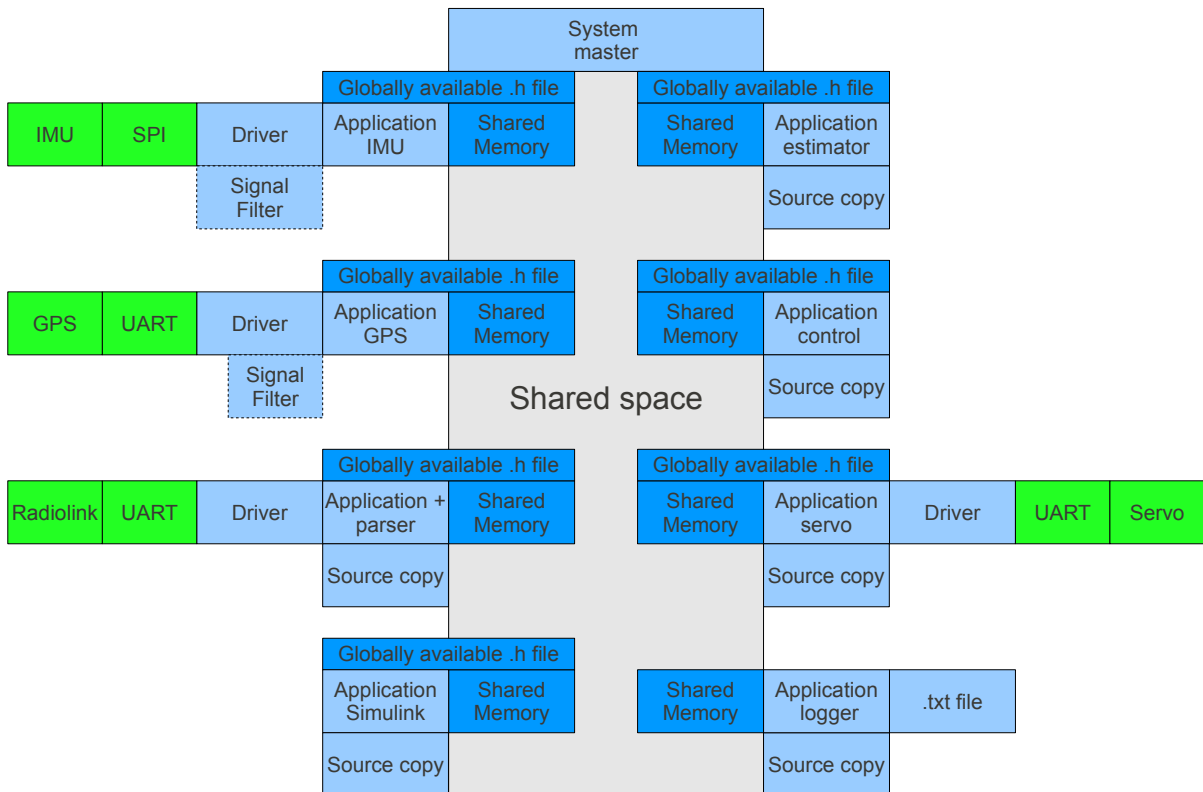 System
master
Globally available .h file
Globally available .h file
IMU
SPI
Driver
Application
IMU
Shared
Memory
Shared
Memory
Application
estimator
Signal
Filter
Source copy
Globally available .h file
Globally available .h file
GPS
UART
Driver
Application
GPS
Shared
Memory
Shared
Memory
Application
control
Signal
Filter
Shared space
Source copy
Globally available .h file
Globally available .h file
Radiolink
UART
Driver
Application +
parser
Shared
Memory
Shared
Memory
Application
servo
Driver
UART
Servo
Source copy
Source copy
Globally available .h file
Application
Simulink
Shared
Memory
Shared
Memory
Application
logger
.txt file
Source copy
Source copy